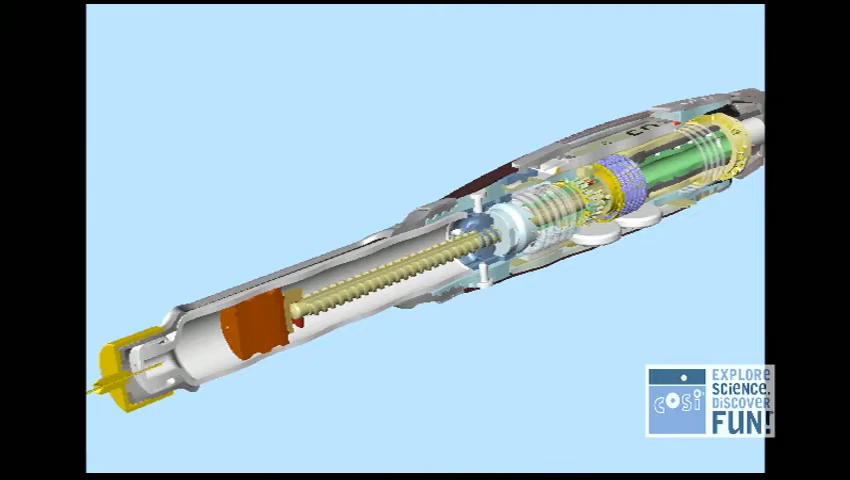 cosi
EXPLORE
SCIENCE.
DISCOVER
FUN!